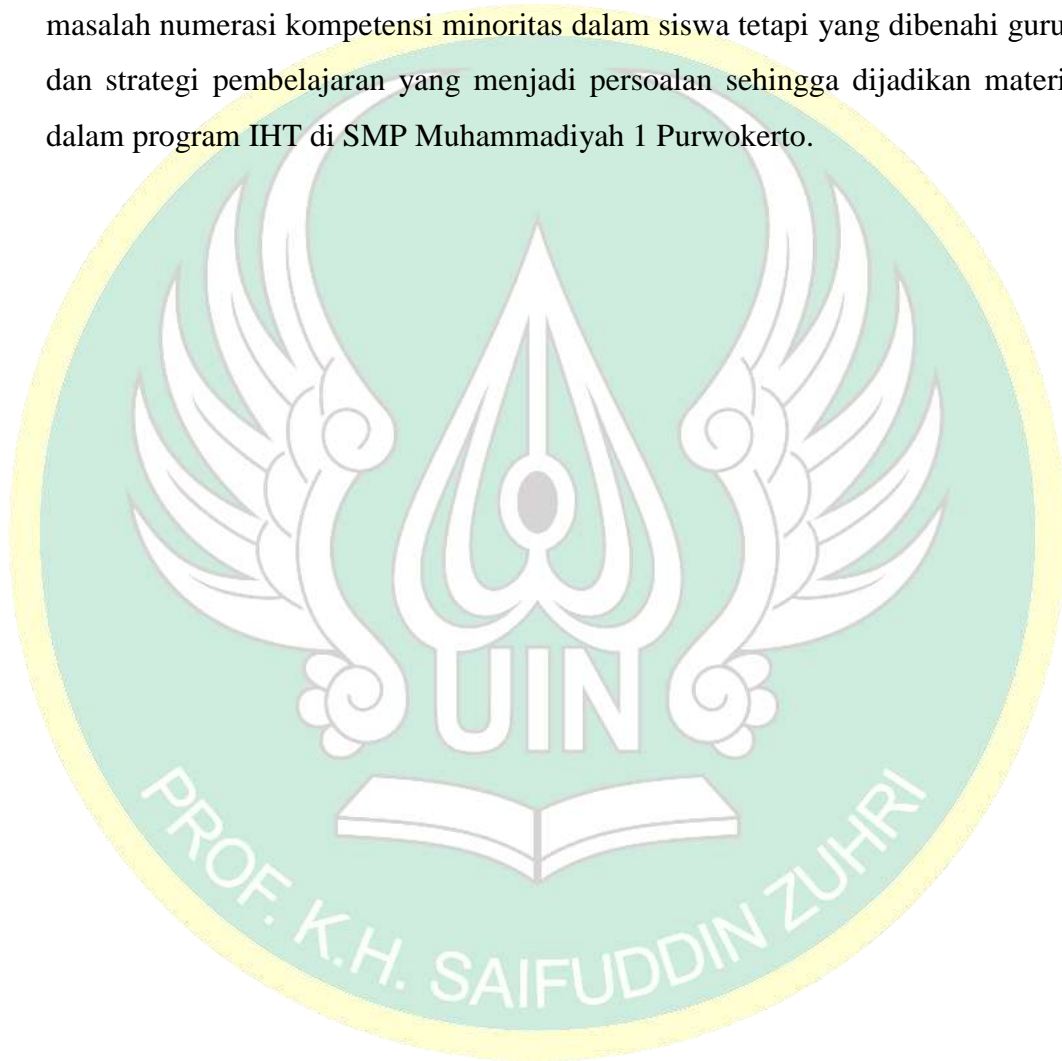 masalah numerasi kompetensi minoritas dalam siswa tetapi yang dibenahi guru
dan strategi pembelajaran yang menjadi persoalan sehingga dijadikan materi
dalam program IHT di SMP Muhammadiyah 1 Purwokerto.
UIN
PROF. K.H. SAIFUDDIN ZUHRI